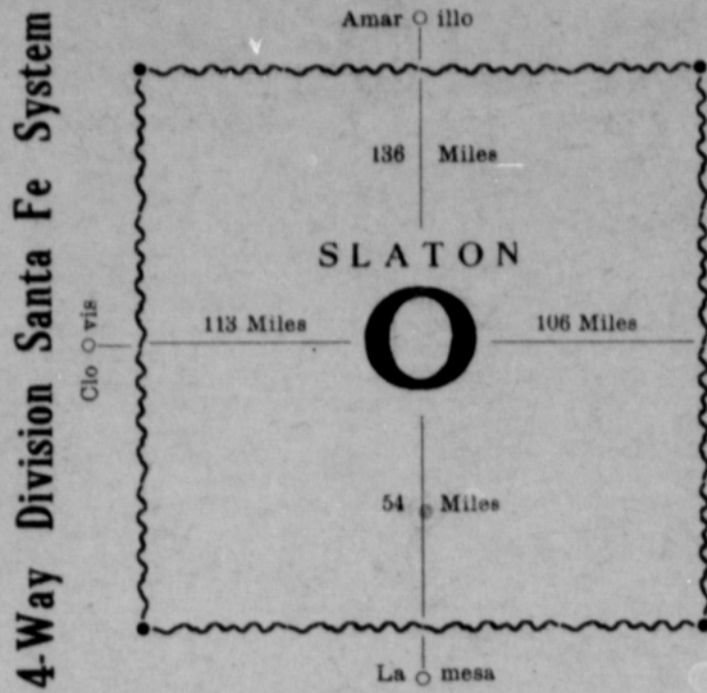 4-Way Division Santa Fe System
Amar illo
136 Miles
SLATON
O
Clo vis
113 Miles
106 Miles
54 Miles
La mesa